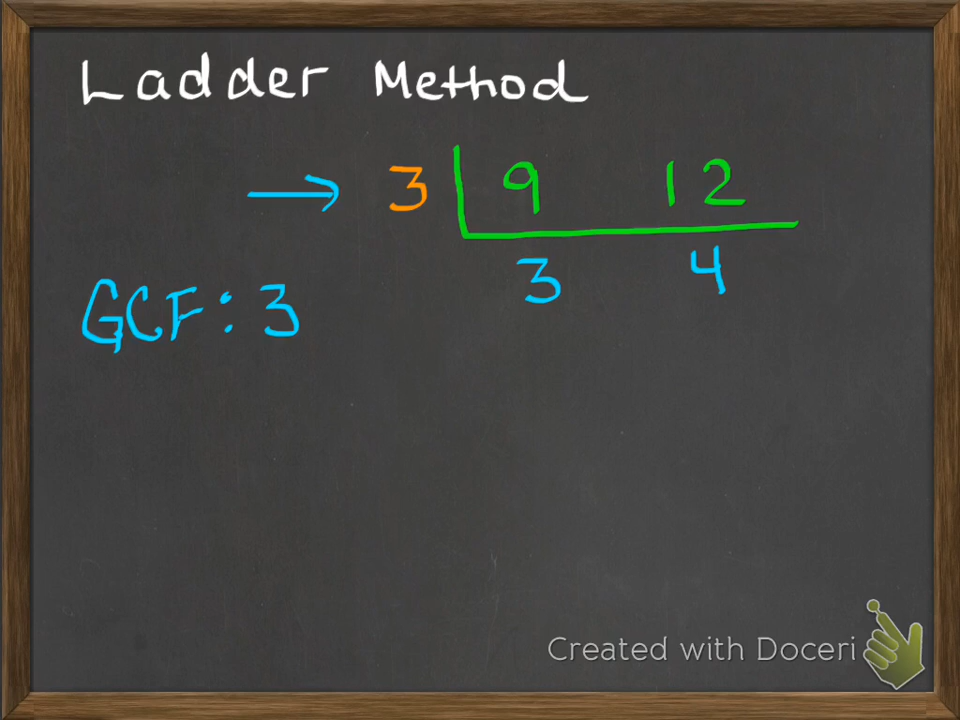 Ladder Method
→ 3 9 12
3 4
GCF: 3
Created with Doceri